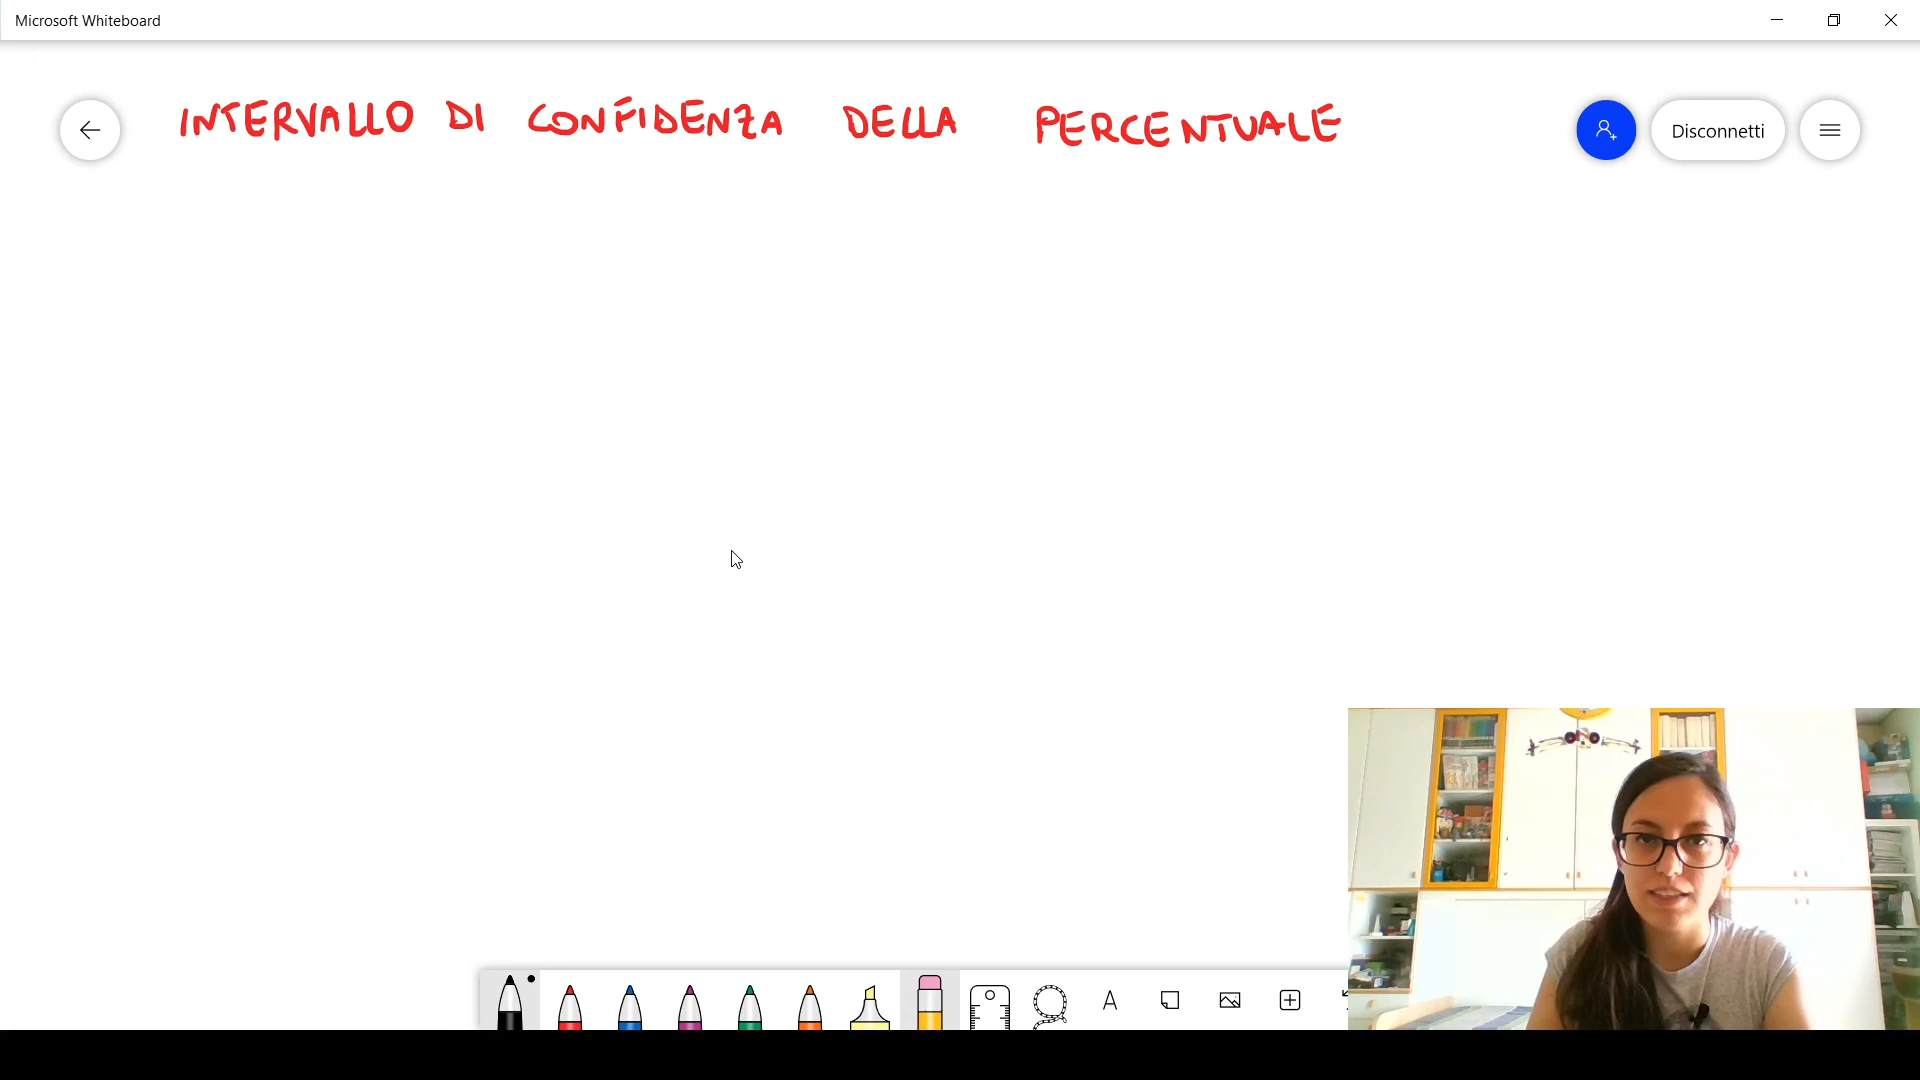 Microsoft Whiteboard
INTERVALLO DI CONFIDENZA DELLA PERCENTUALE
Disconnetti